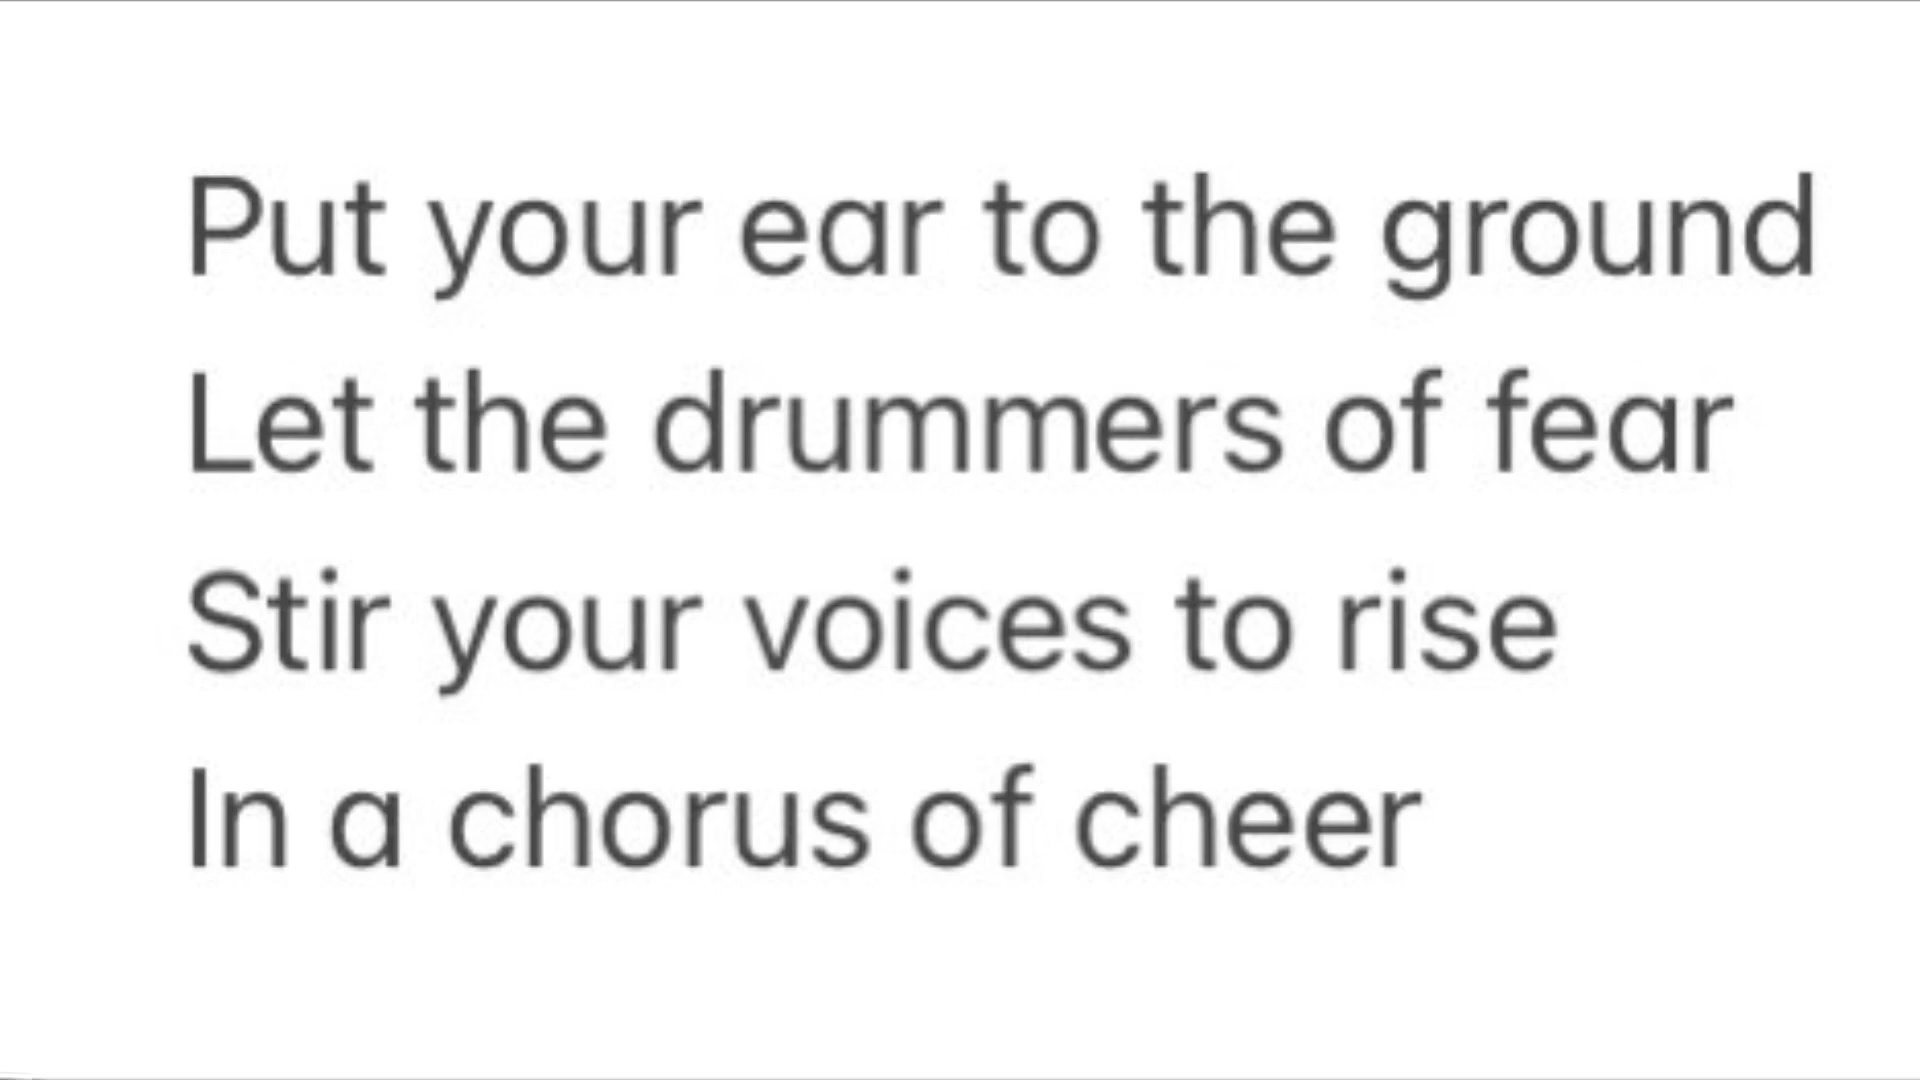 Put your ear to the ground
Let the drummers of fear
Stir your voices to rise
In a chorus of cheer